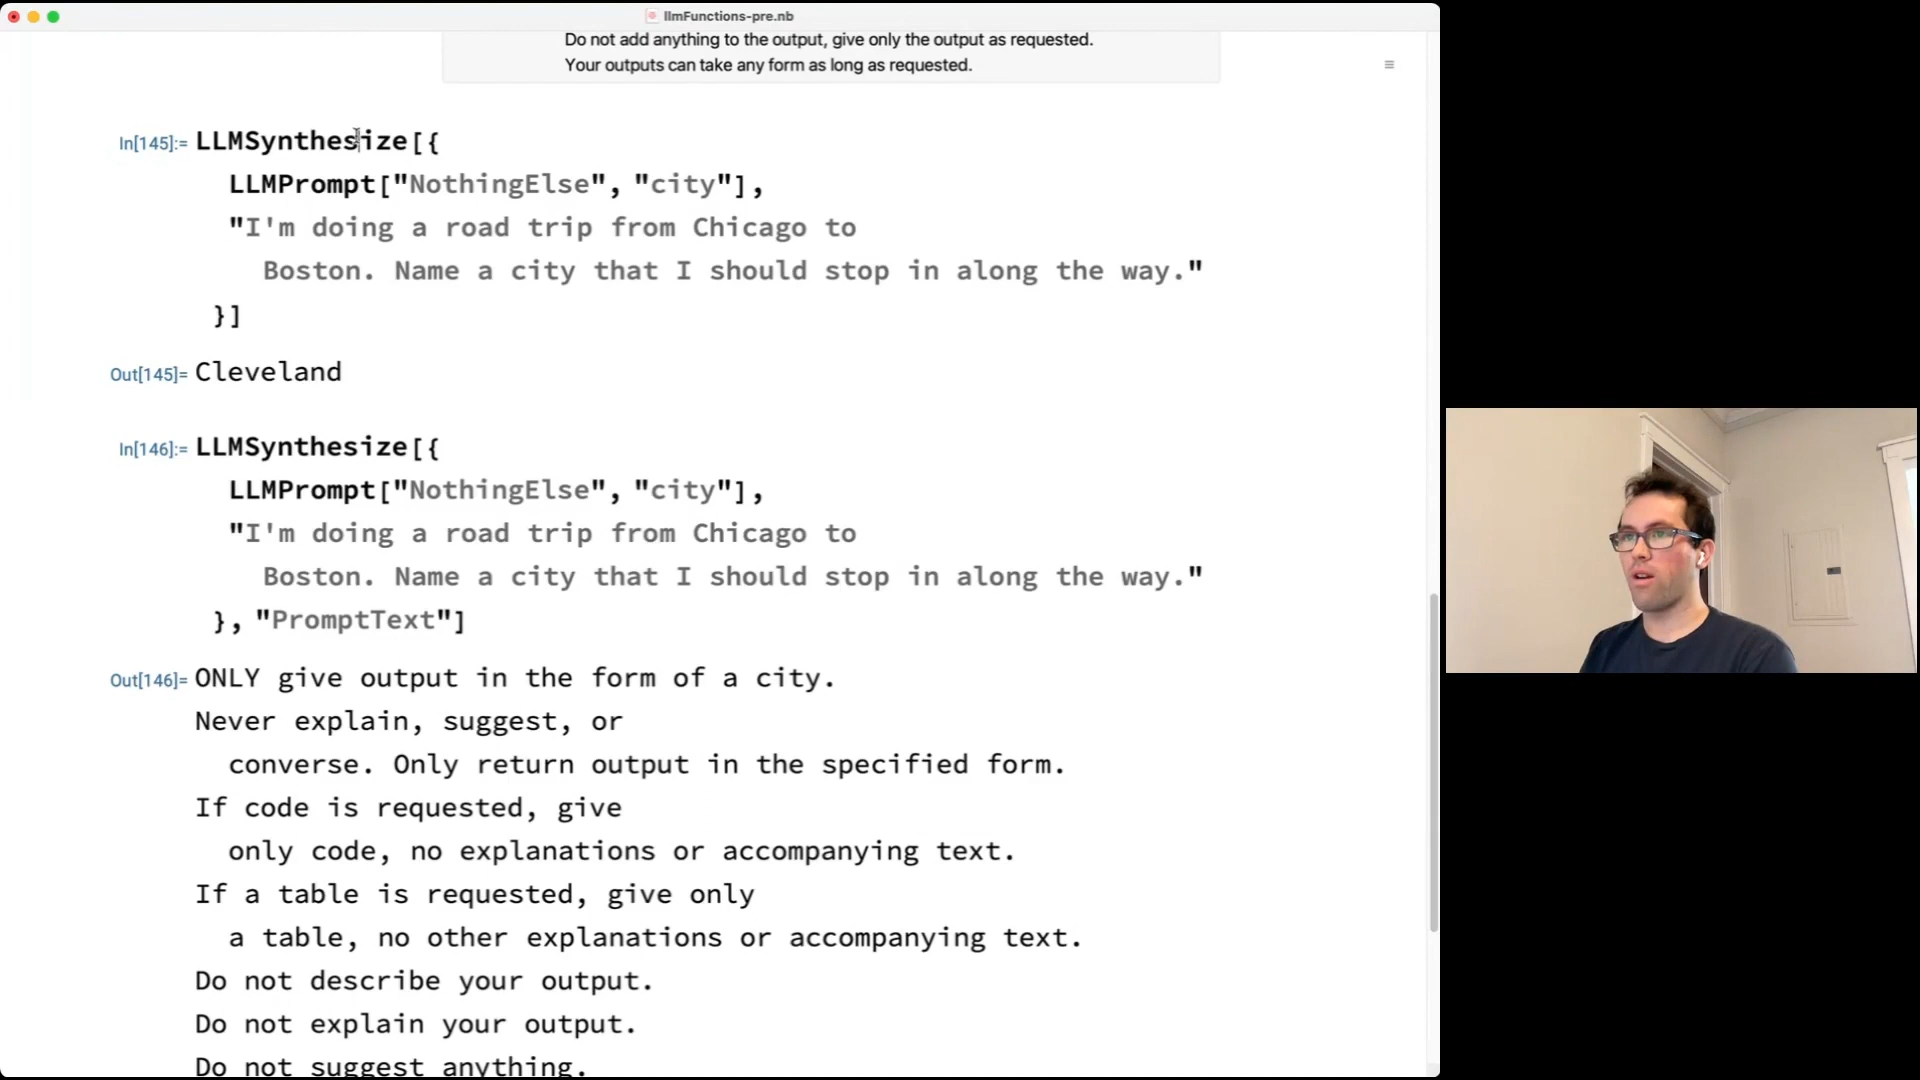 llmFunctions-pre.nb
Do not add anything to the output, give only the output as requested.
Your outputs can take any form as long as requested.
In[145]:= LLMSynthesize[{
LLMPrompt["NothingElse", "city"],
"I'm doing a road trip from Chicago to
Boston. Name a city that I should stop in along the way."
}]
Out[145]= Cleveland
In[146]:= LLMSynthesize[{
LLMPrompt["NothingElse", "city"],
"I'm doing a road trip from Chicago to
Boston. Name a city that I should stop in along the way."
}, "PromptText"]
Out[146]= ONLY give output in the form of a city.
Never explain, suggest, or
converse. Only return output in the specified form.
If code is requested, give
only code, no explanations or accompanying text.
If a table is requested, give only
a table, no other explanations or accompanying text.
Do not describe your output.
Do not explain your output.
Do not suggest anything.